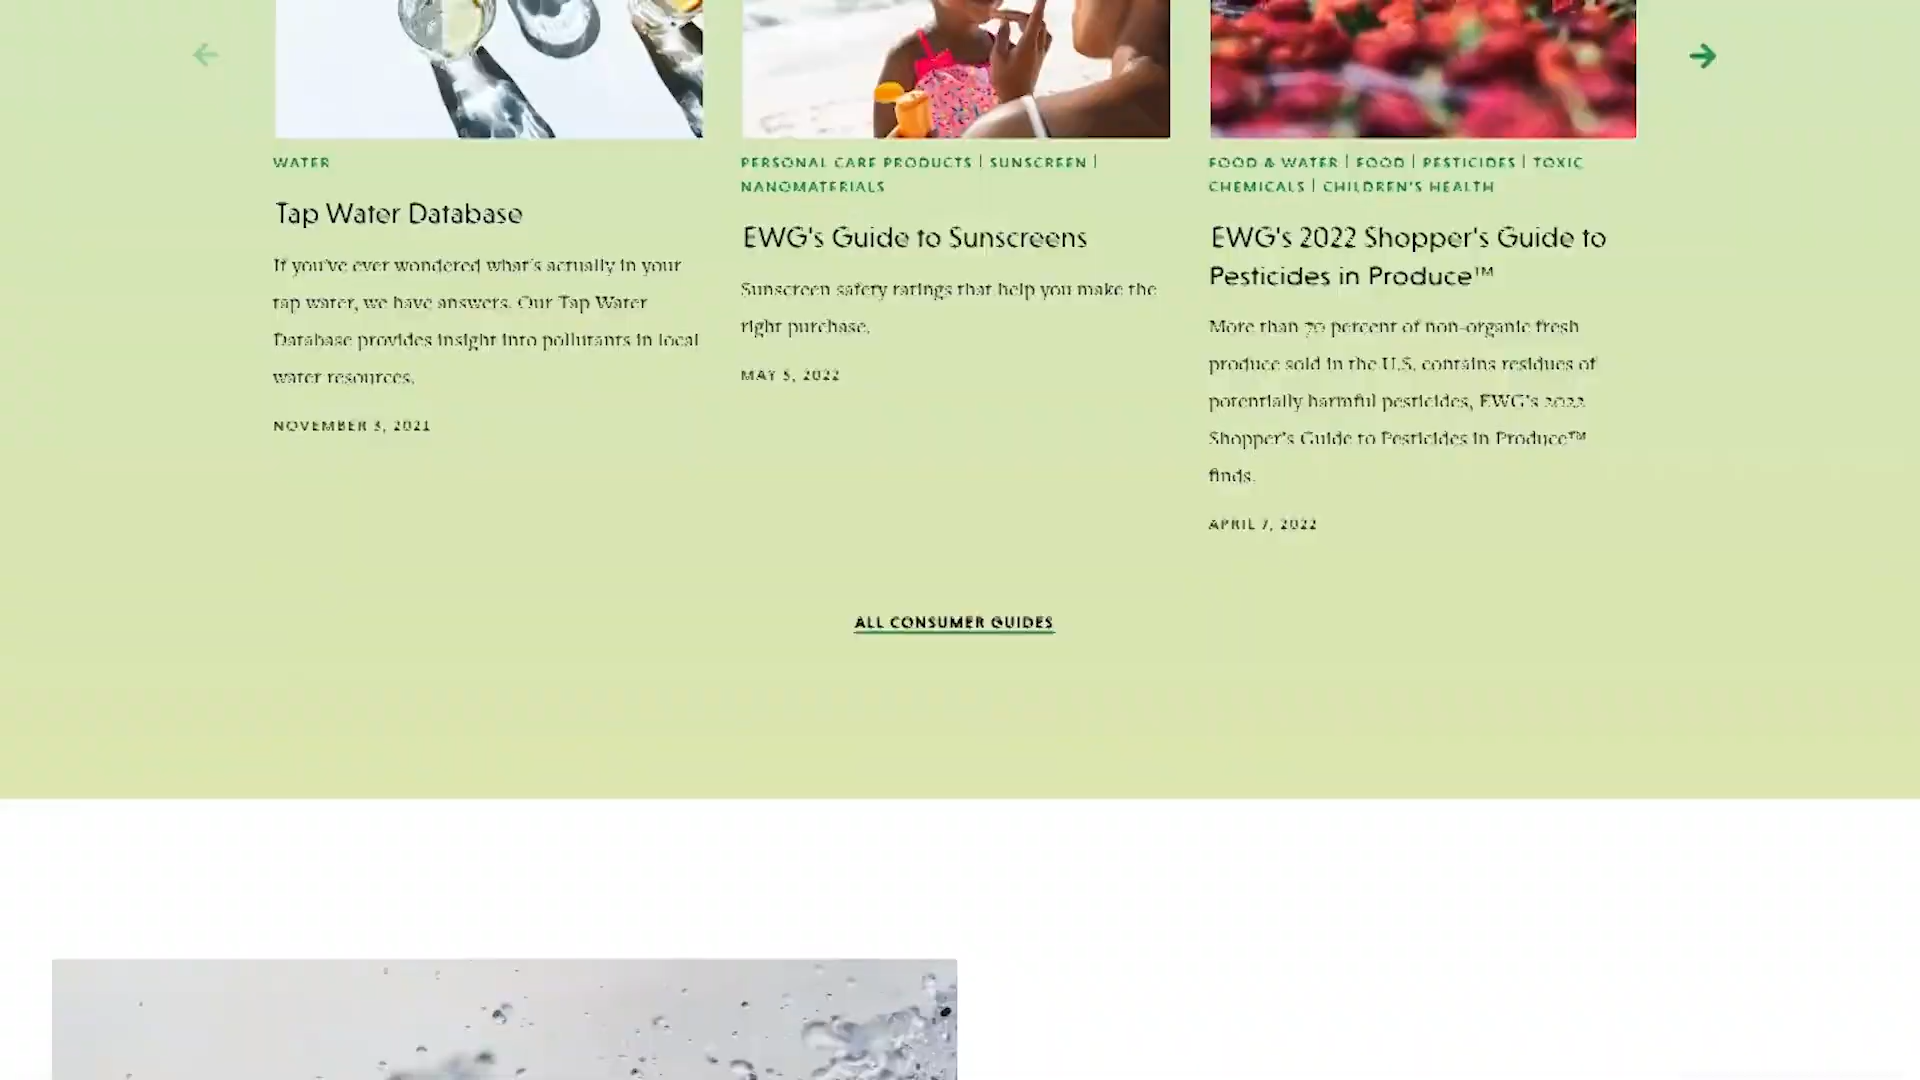 WATER
Tap Water Database
If you've ever wondered what's actually in your
tap water, we have answers. Our Tap Water
Database provides insight into pollutants in local
water resources.
NOVEMBER 3, 2021
PERSONAL CARE PRODUCTS | SUNSCREEN |
NANOMATERIALS
EWG's Guide to Sunscreens
Sunscreen safety ratings that help you make the
right purchase.
MAY 5, 2022
FOOD & WATER | FOOD | PESTICIDES | TOXIC
CHEMICALS | CHILDREN'S HEALTH
EWG's 2022 Shopper's Guide to
Pesticides in Produce™
More than 70 percent of non-organic fresh
produce sold in the U.S. contains residues of
potentially harmful pesticides, EWG's 2022
Shopper's Guide to Pesticides in Produce™
finds.
APRIL 7, 2022
ALL CONSUMER GUIDES